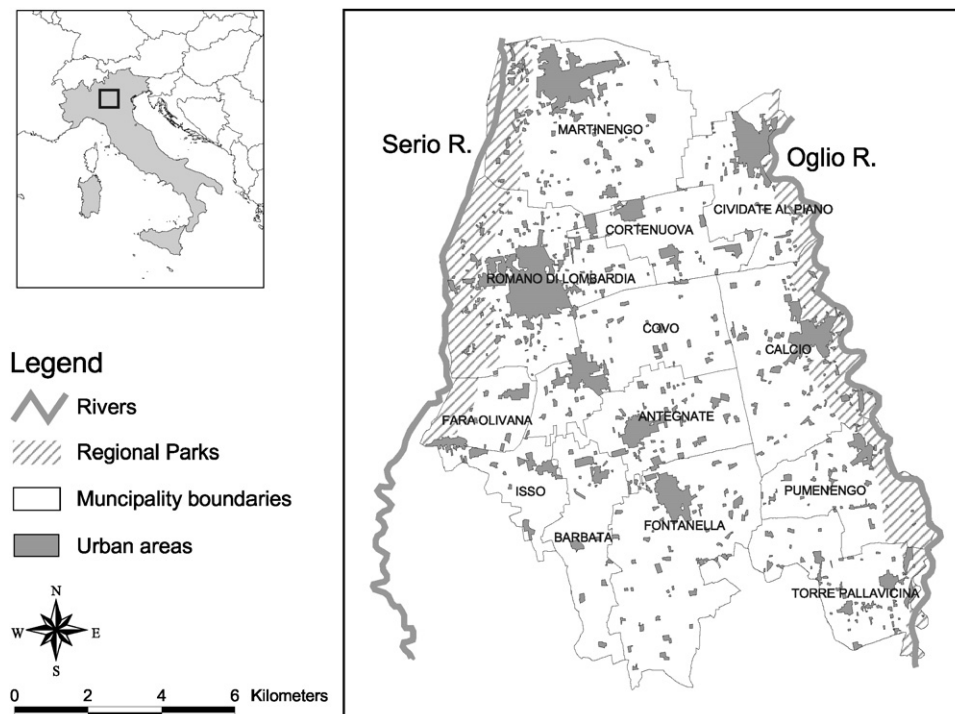 Serio R.
Oglio R.
MARTINENGO
CIVIDATE AL PIANO
CORTENUOVA
ROMANO DI LOMBARDIA
COVO
CALCIO
FARA OLIVANA
ANTEGNATE
ISSO
PUMENENGO
FONTANELLA
BARBATA
TORRE PALLAVICINA
Legend
Rivers
Regional Parks
Muncipality boundaries
Urban areas
N
W E
S
0 2 4 6 Kilometers